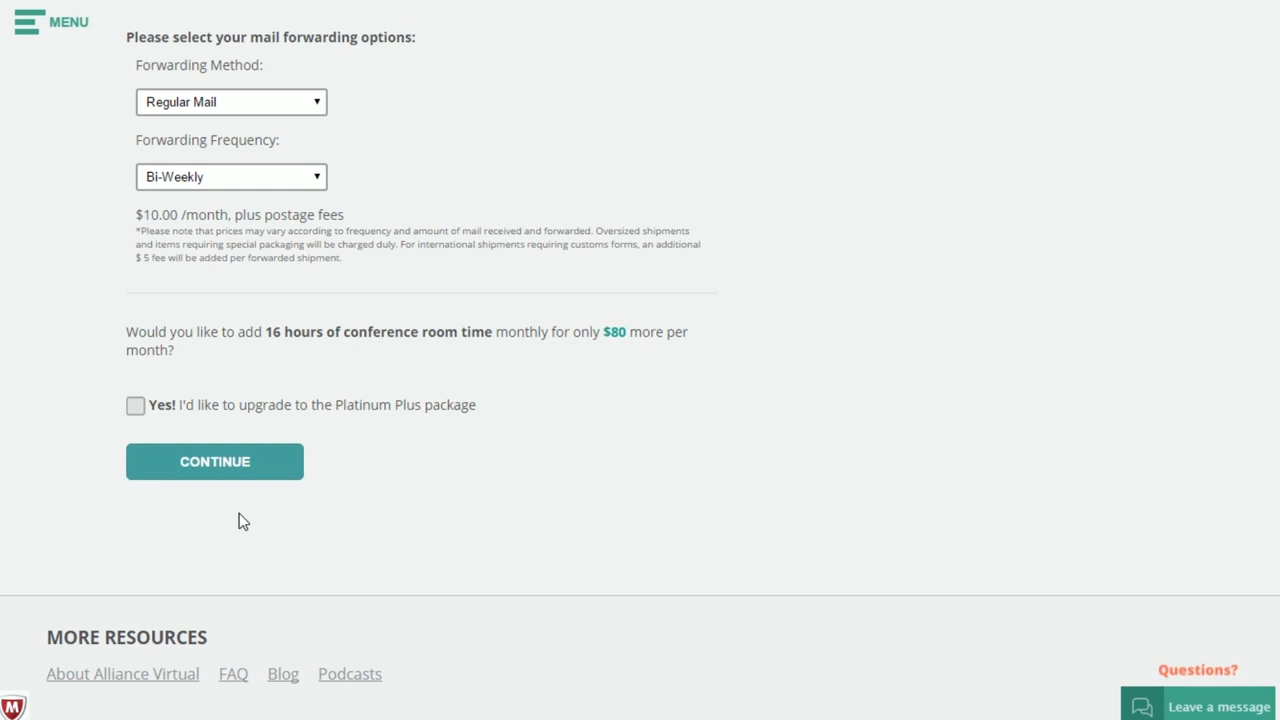 MENU
Please select your mail forwarding options:
Forwarding Method:
Regular Mail
Forwarding Frequency:
Bi-Weekly
$10.00 /month, plus postage fees
*Please note that prices may vary according to frequency and amount of mail received and forwarded. Oversized shipments
and items requiring special packaging will be charged duly. For international shipments requiring customs forms, an additional
$ 5 fee will be added per forwarded shipment.
Would you like to add 16 hours of conference room time monthly for only $80 more per
month?
Yes! I'd like to upgrade to the Platinum Plus package
CONTINUE
MORE RESOURCES
About Alliance Virtual FAQ Blog Podcasts
Questions?
Leave a message